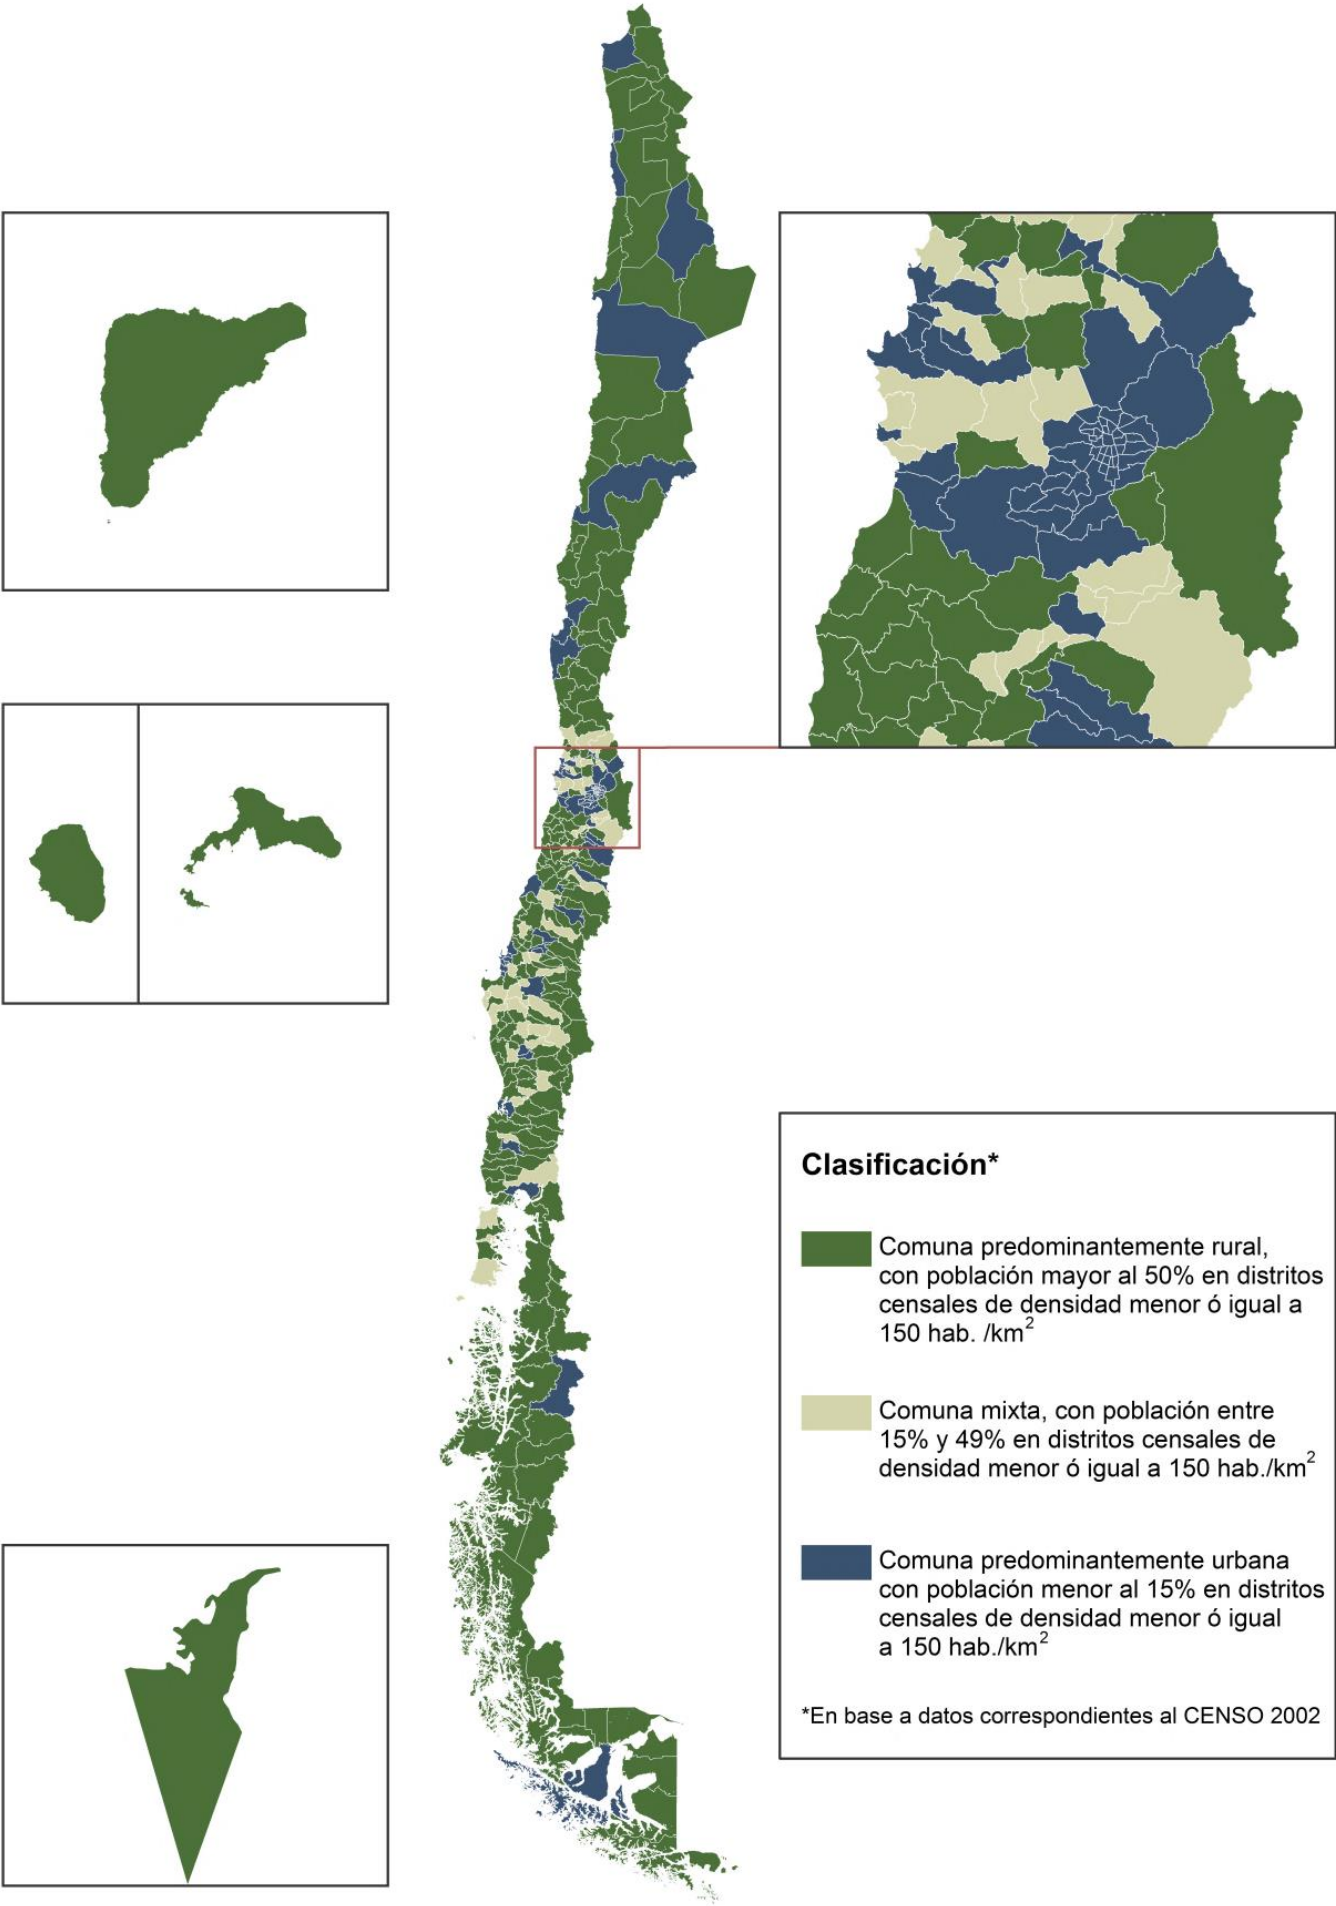 Clasificación*
Comuna predominantemente rural,
con población mayor al 50% en distritos
censales de densidad menor ó igual a
150 hab. /km²
Comuna mixta, con población entre
15% y 49% en distritos censales de
densidad menor ó igual a 150 hab./km²
Comuna predominantemente urbana
con población menor al 15% en distritos
censales de densidad menor ó igual
a 150 hab./km²
*En base a datos correspondientes al CENSO 2002